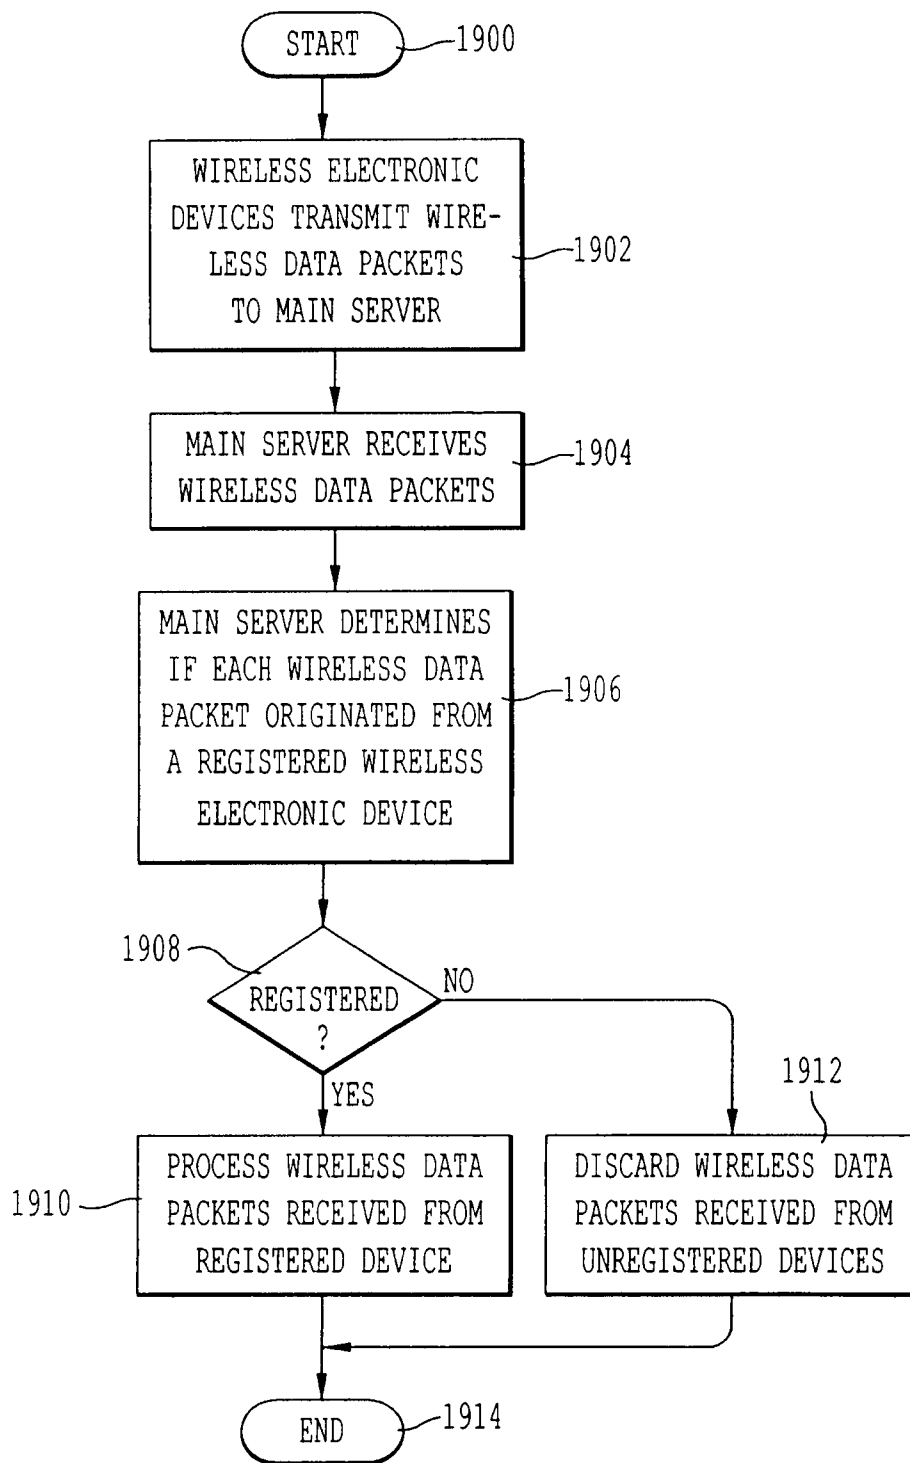 START
1900
WIRELESS ELECTRONIC
DEVICES TRANSMIT WIRE-
LESS DATA PACKETS
TO MAIN SERVER
1902
MAIN SERVER RECEIVES
WIRELESS DATA PACKETS
1904
MAIN SERVER DETERMINES
IF EACH WIRELESS DATA
PACKET ORIGINATED FROM
A REGISTERED WIRELESS
ELECTRONIC DEVICE
1906
1908
REGISTERED
?
NO
YES
1910
PROCESS WIRELESS DATA
PACKETS RECEIVED FROM
REGISTERED DEVICE
1912
DISCARD WIRELESS DATA
PACKETS RECEIVED FROM
UNREGISTERED DEVICES
END
1914